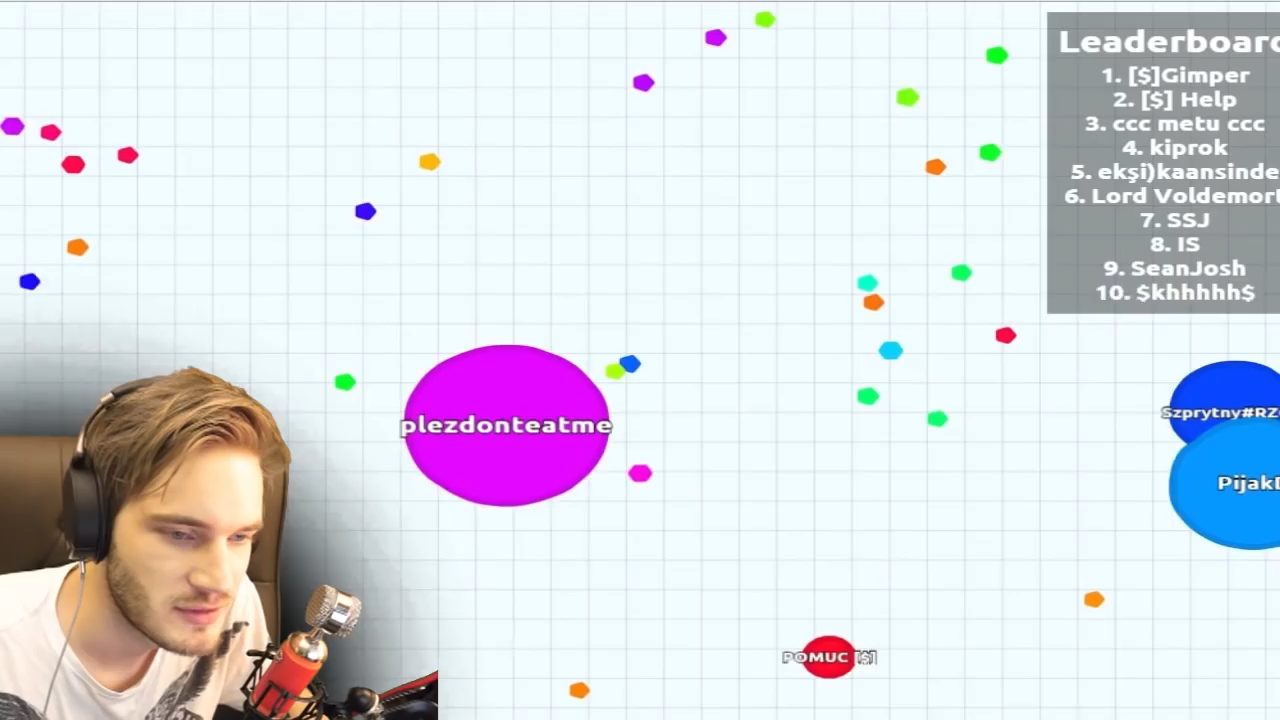 Leaderboard
1. [$]Gimper
2. [$] Help
3. ccc metu ccc
4. kiprok
5. ekşi)kaansinde
6. Lord Voldemort
7. SSJ
8. IS
9. SeanJosh
10. $khhhhh$
plezdonteatme
Szprytny#RZ
Pijak
POMUC [$]